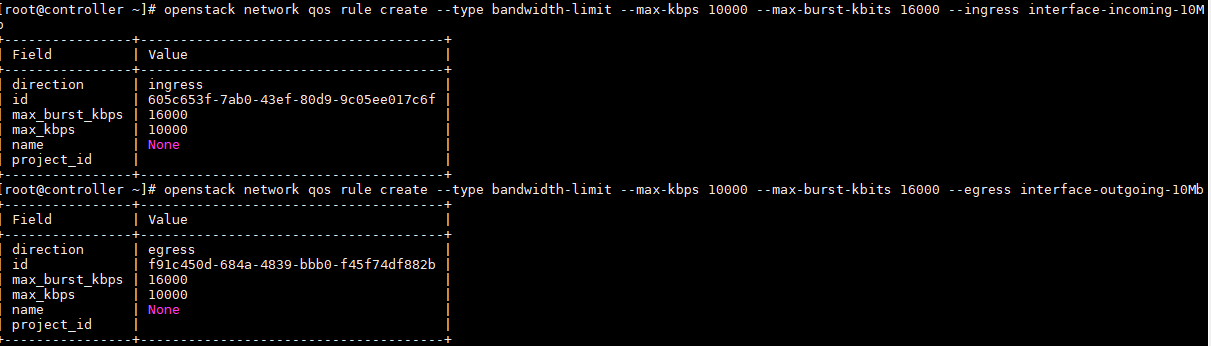 [root@controller ~]# openstack network qos rule create --type bandwidth-limit --max-kbps 10000 --max-burst-kbits 16000 --ingress interface-incoming-10M
b
+----------------+--------------------------------------+
| Field          | Value                                |
+----------------+--------------------------------------+
| direction      | ingress                              |
| id             | 605c653f-7ab0-43ef-80d9-9c05ee017c6f |
| max_burst_kbps | 16000                                |
| max_kbps       | 10000                                |
| name           | None                                 |
| project_id     |                                      |
+----------------+--------------------------------------+
[root@controller ~]# openstack network qos rule create --type bandwidth-limit --max-kbps 10000 --max-burst-kbits 16000 --egress interface-outgoing-10Mb
+----------------+--------------------------------------+
| Field          | Value                                |
+----------------+--------------------------------------+
| direction      | egress                               |
| id             | f91c450d-684a-4839-bbb0-f45f74df882b |
| max_burst_kbps | 16000                                |
| max_kbps       | 10000                                |
| name           | None                                 |
| project_id     |                                      |
+----------------+--------------------------------------+